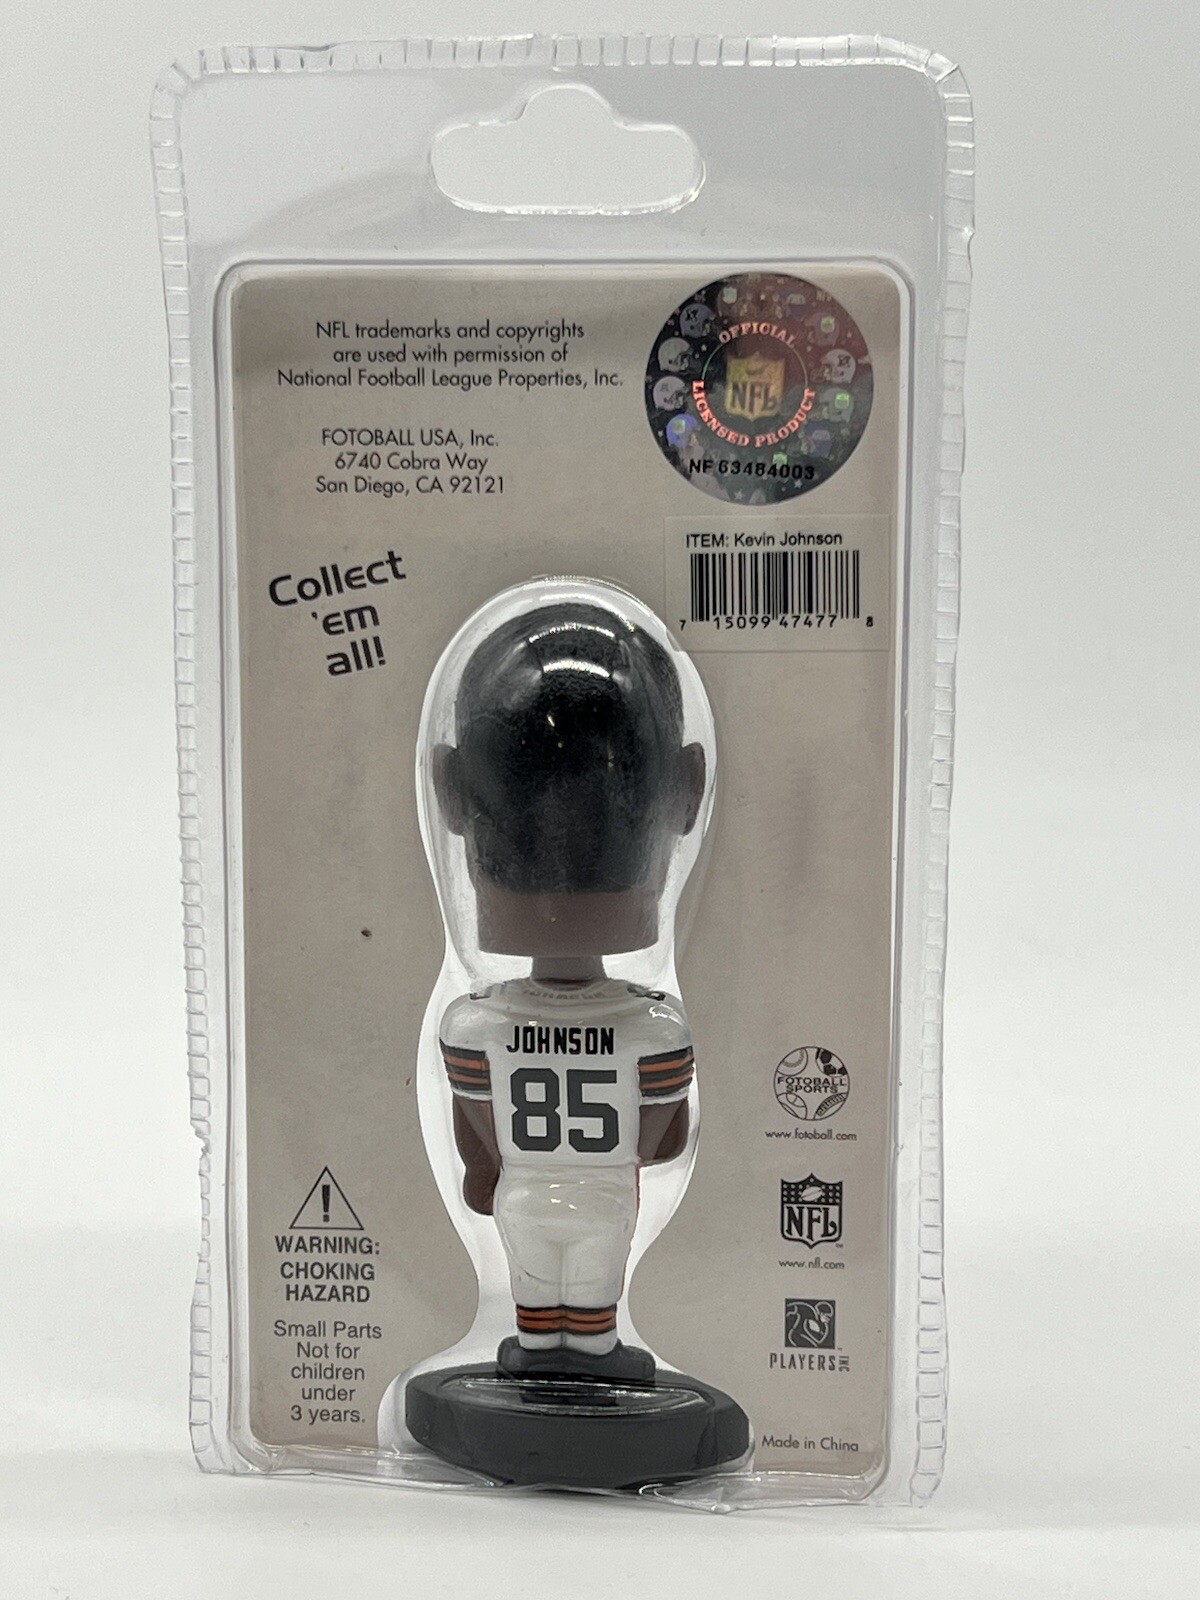 NFL trademarks and copyrights
are used with permission of
National Football League Properties, Inc.
FOTOBALL USA, Inc.
6740 Cobra Way
San Diego, CA 92121
OFFICIAL
NFL
LICENSED PRODUCT
NF 63484003
ITEM: Kevin Johnson
7 15099 47477 8
Collect
'em
all!
JOHNSON
85
FOTOBALL
SPORTS
www.fotoball.com
NFL
www.nfl.com
PLAYERS INC
Made in China
WARNING:
CHOKING
HAZARD
Small Parts
Not for
children
under
3 years.